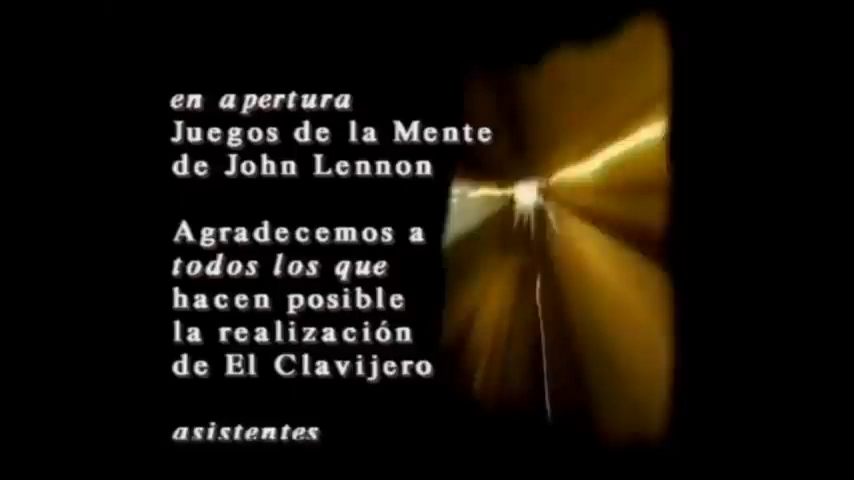 en apertura
Juegos de la Mente
de John Lennon
Agradecemos a
todos los que
hacen posible
la realización
de El Clavijero
asistentes